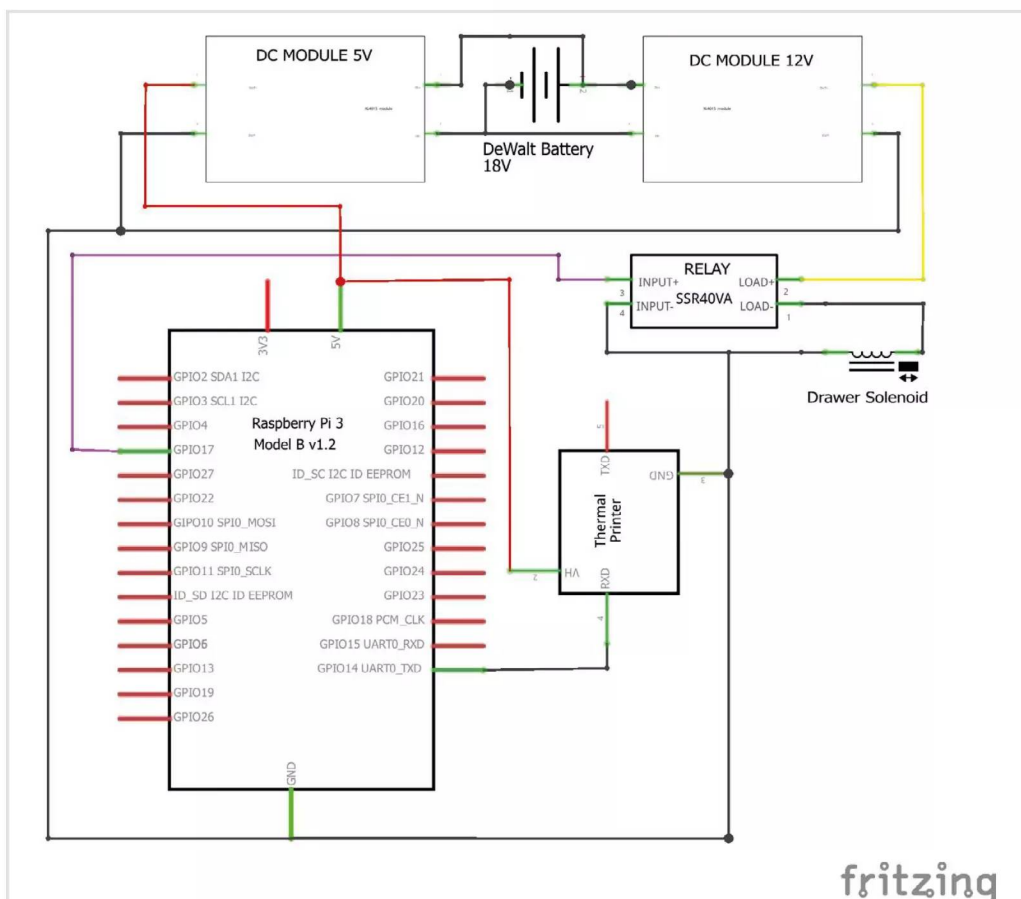 DC MODULE 5V
DC MODULE 12V
DeWalt Battery
18V
RELAY
SSR40VA
INPUT+
INPUT-
LOAD+
LOAD-
3
4
2
1
Drawer Solenoid
3V3
5V
Raspberry Pi 3
Model B v1.2
GPIO2 SDA1 I2C
GPIO3 SCL1 I2C
GPIO4
GPIO17
GPIO27
GPIO22
GIPO10 SPI0_MOSI
GPIO9 SPI0_MISO
GPIO11 SPI0_SCLK
ID_SD I2C ID EEPROM
GPIO5
GPIO6
GPIO13
GPIO19
GPIO26
GPIO21
GPIO20
GPIO16
GPIO12
ID_SC I2C ID EEPROM
GPIO7 SPI0_CE1_N
GPIO8 SPI0_CE0_N
GPIO25
GPIO24
GPIO23
GPIO18 PCM_CLK
GPIO15 UART0_RXD
GPIO14 UART0_TXD
GND
5
TXD
GND
3
Thermal
Printer
VH
2
RXD
4
fritzing